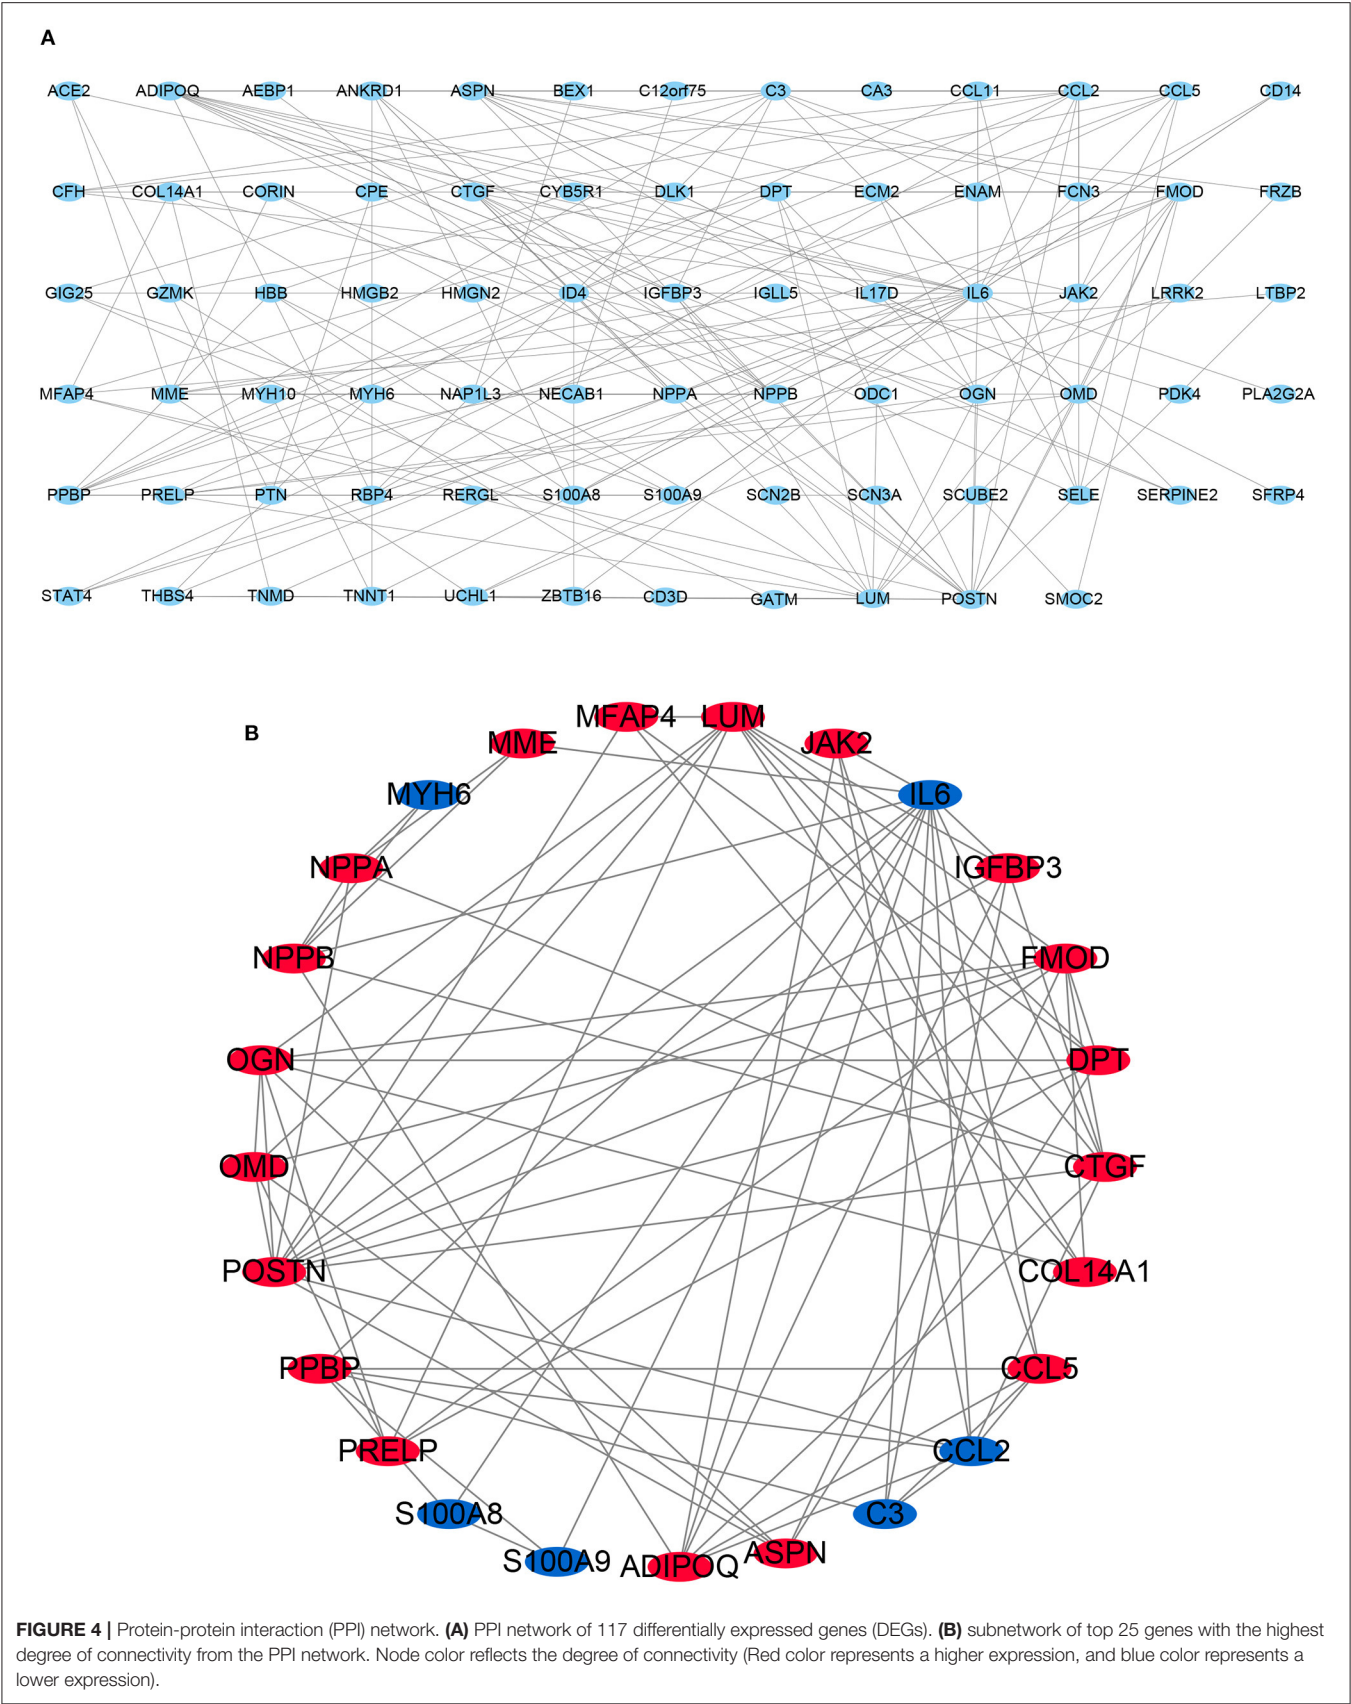 A
ACE2 ADIPOQ AEBP1 ANKRD1 ASPN BEX1 C12orf75 C3 CA3 CCL11 CCL2 CCL5 CD14
CFH COL14A1 CORIN CPE CTGF CYB5R1 DLK1 DPT ECM2 ENAM FCN3 FMOD FRZB
GIG25 GZMK HBB HMGB2 HMGN2 ID4 IGFBP3 IGLL5 IL17D IL6 JAK2 LRRK2 LTBP2
MFAP4 MME MYH10 MYH6 NAP1L3 NECAB1 NPPA NPPB ODC1 OGN OMD PDK4 PLA2G2A
PPBP PRELP PTN RBP4 RERGL S100A8 S100A9 SCN2B SCN3A SCUBE2 SELE SERPINE2 SFRP4
STAT4 THBS4 TNMD TNNT1 UCHL1 ZBTB16 CD3D GATM LUM POSTN SMOC2
B
MFAP4 LUM
MME JAK2
MYH6 IL6
NPPA IGFBP3
NPPB FMOD
OGN DPT
OMD CTGF
POSTN COL14A1
PPBP CCL5
PRELP CCL2
S100A8 C3
S100A9 ADIPOQ ASPN
FIGURE 4 | Protein-protein interaction (PPI) network. (A) PPI network of 117 differentially expressed genes (DEGs). (B) subnetwork of top 25 genes with the highest
degree of connectivity from the PPI network. Node color reflects the degree of connectivity (Red color represents a higher expression, and blue color represents a
lower expression).